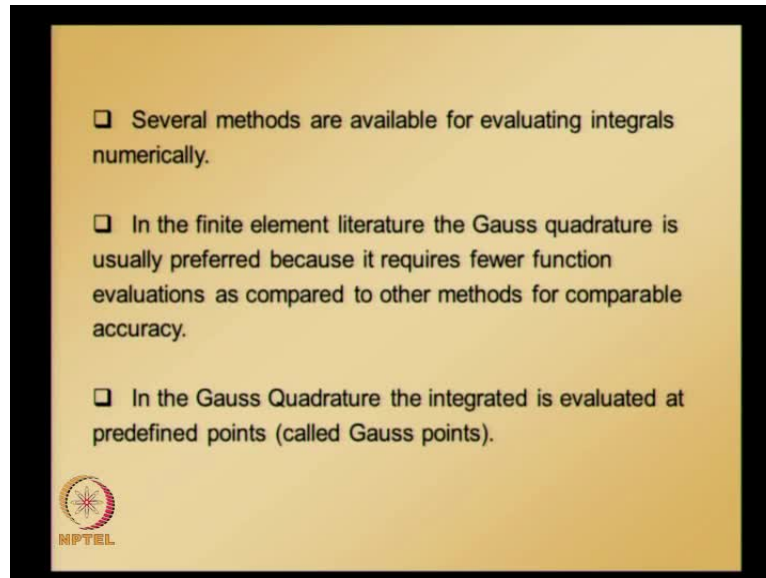 ❑ Several methods are available for evaluating integrals
numerically.
❑ In the finite element literature the Gauss quadrature is
usually preferred because it requires fewer function
evaluations as compared to other methods for comparable
accuracy.
❑ In the Gauss Quadrature the integrated is evaluated at
predefined points (called Gauss points).
NPTEL